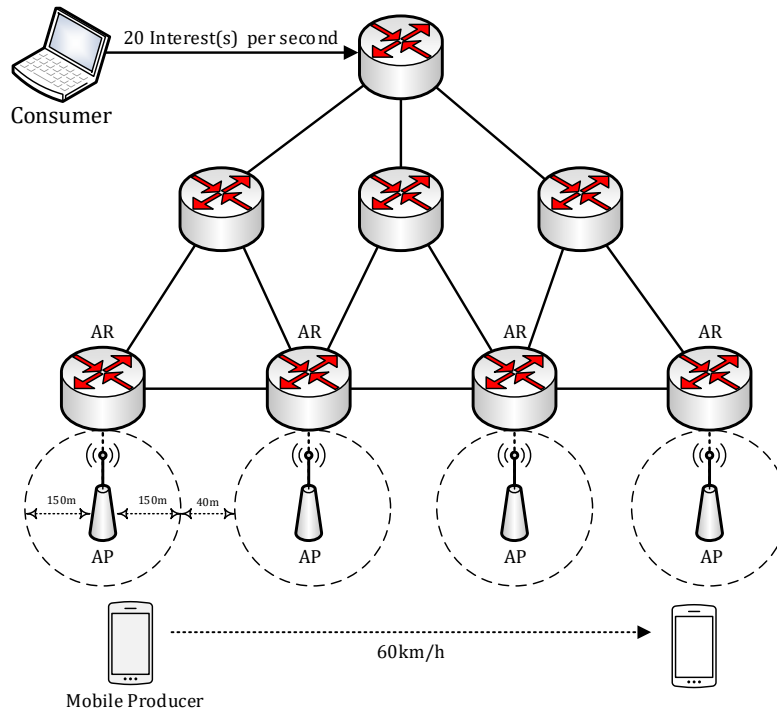 20 Interest(s) per second
Consumer
AR
AR
AR
AR
150m
150m
40m
AP
AP
AP
AP
60km/h
Mobile Producer